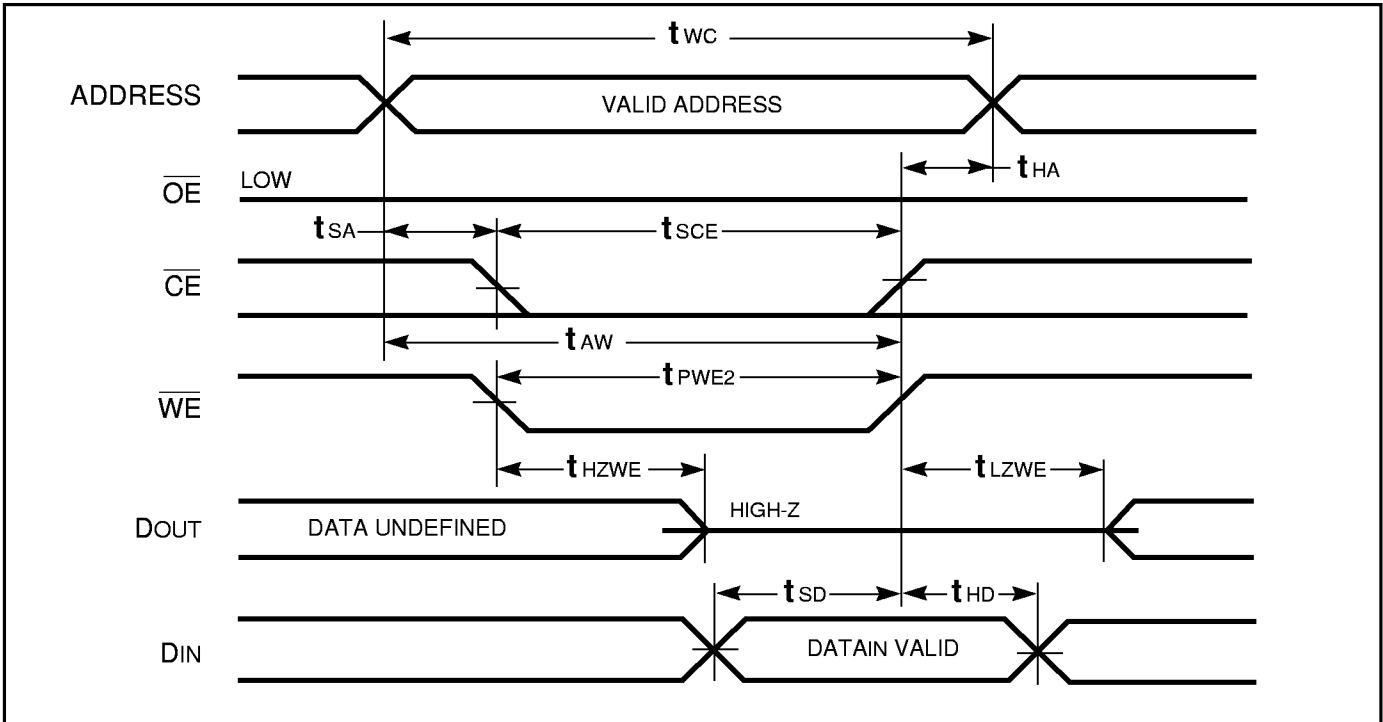 tWC
ADDRESS
VALID ADDRESS
tHA
OE
LOW
tSA
tSCE
CE
tAW
tPWE2
WE
tHZWE
tLZWE
DOUT
DATA UNDEFINED
HIGH-Z
tSD
tHD
DIN
DATAIN VALID